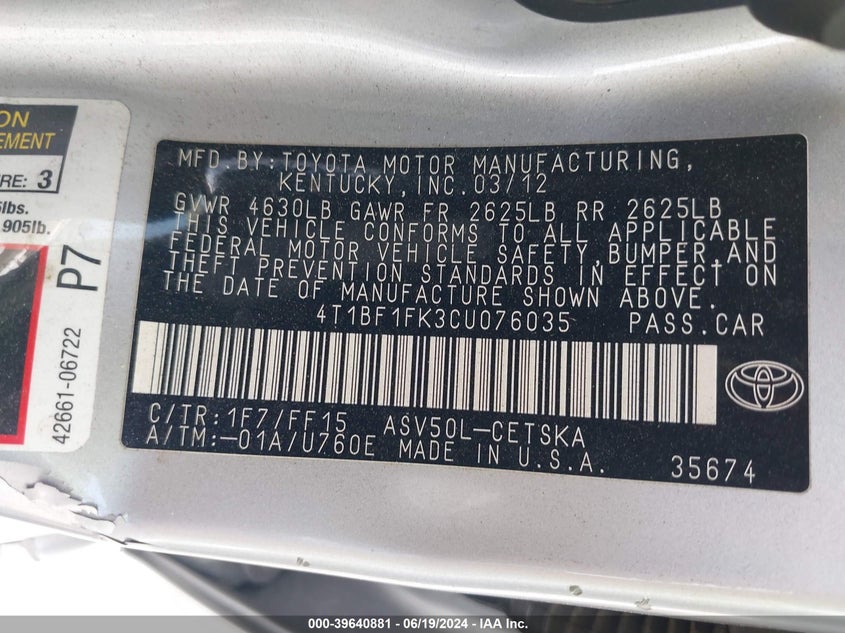 ON
EMENT
RE: 3
lbs.
905lb.
P7
42661-06722
MFD.BY:TOYOTA MOTOR MANUFACTURING,
KENTUCKY,INC.03/12
GVWR 4630LB GAWR FR 2625LB RR 2625LB
THIS VEHICLE CONFORMS TO ALL APPLICABLE
FEDERAL MOTOR VEHICLE SAFETY,BUMPER,AND
THEFT PREVENTION STANDARDS IN EFFECT ON
THE DATE OF MANUFACTURE SHOWN ABOVE.
4T1BF1FK3CU076035 PASS.CAR
C/TR:1F7/FF15 ASV50L-CETSKA
A/TM:-01A/U760E MADE IN U.S.A.
35674
000-39640881 - 06/19/2024 - IAA Inc.